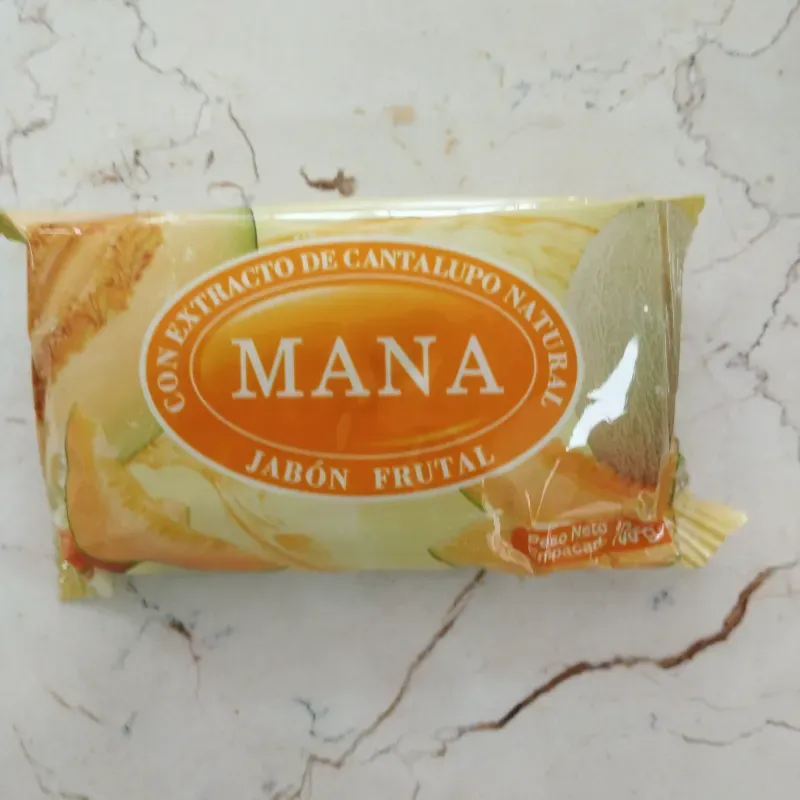 CON EXTRACTO DE CANTALUPO NATURAL
MANA
JABÓN FRUTAL
Peso Neto